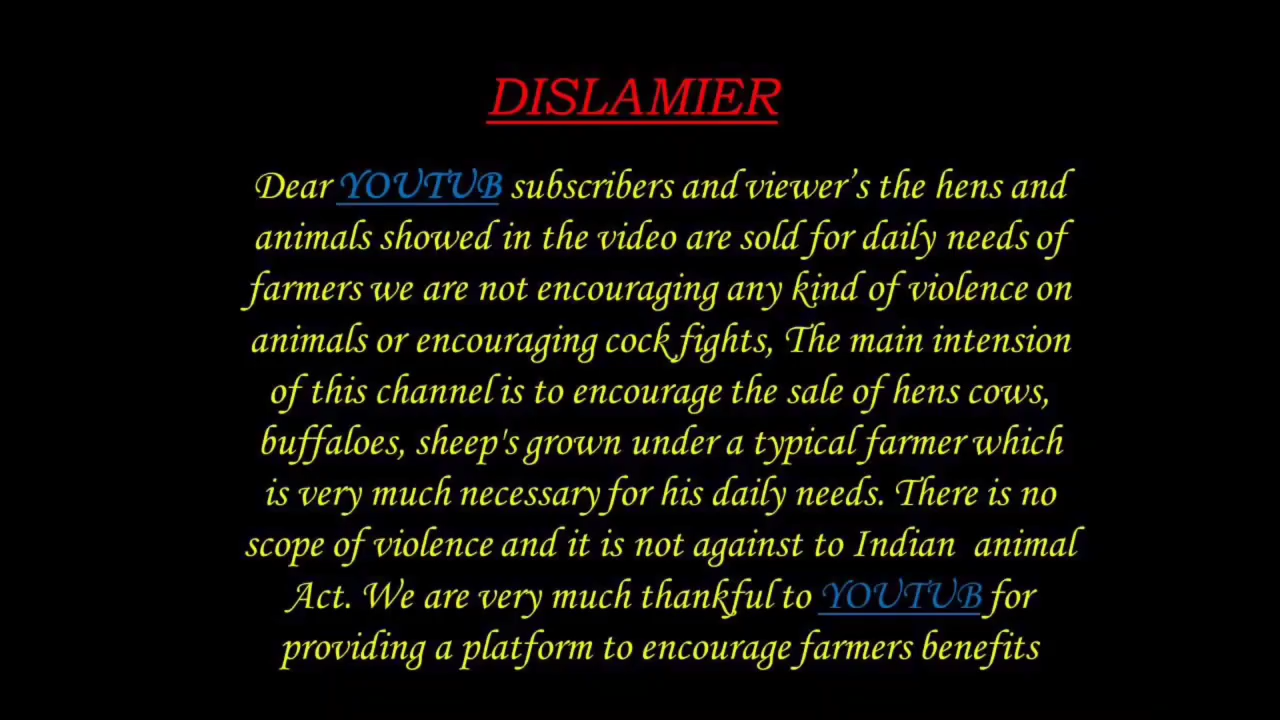 DISLAMIER
Dear YOUTUB subscribers and viewer’s the hens and
animals showed in the video are sold for daily needs of
farmers we are not encouraging any kind of violence on
animals or encouraging cock fights, The main intension
of this channel is to encourage the sale of hens cows,
buffaloes, sheep's grown under a typical farmer which
is very much necessary for his daily needs. There is no
scope of violence and it is not against to Indian  animal
Act. We are very much thankful to YOUTUB for
providing a platform to encourage farmers benefits